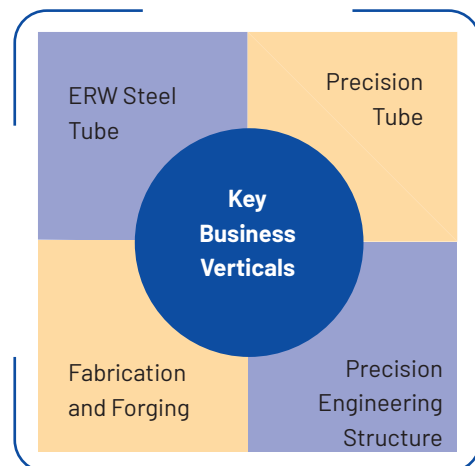 ERW Steel
Tube
Precision
Tube
Key
Business
Verticals
Fabrication
and Forging
Precision
Engineering
Structure